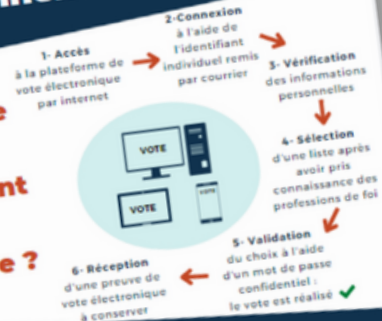 1- Accès
à la plateforme de
vote électronique
par internet
2-Connexion
à l'aide de
l'identifiant
individuel remis
par courrier
3- Vérification
des informations
personnelles
4- Sélection
d'une liste après
avoir pris
connaissance des
professions de foi
5- Validation
du choix à l'aide
d'un mot de passe
confidentiel :
le vote est réalisé
6- Réception
d'une preuve de
vote électronique
à conserver
VOTE
VOTE
VOTE
e ?